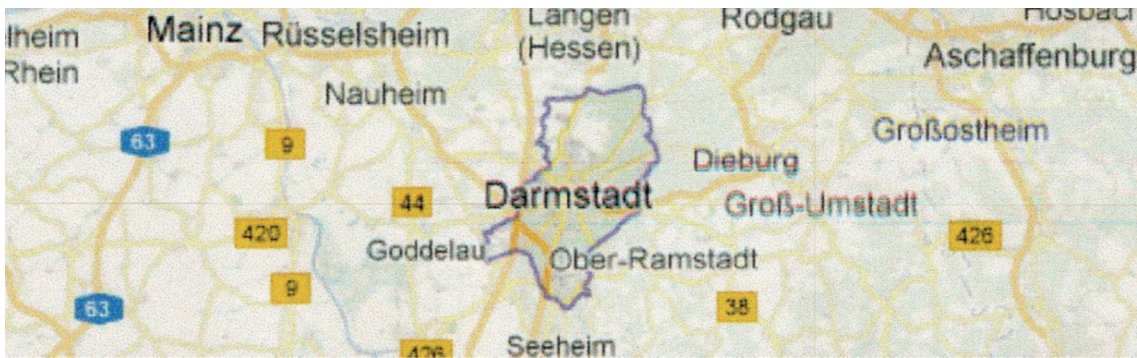 Mainz
Rüsselsheim
Langen
(Hessen)
Rodgau
Aschaffenburg
lheim
Rhein
Nauheim
63
9
Großostheim
Dieburg
44
Darmstadt
Groß-Umstadt
420
Goddelau
Ober-Ramstadt
426
9
63
38
426
Seeheim